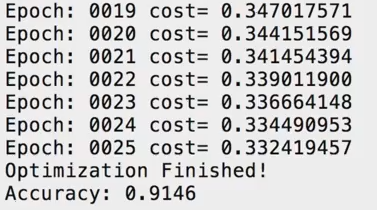 Epoch: 0019 cost= 0.347017571
Epoch: 0020 cost= 0.344151569
Epoch: 0021 cost= 0.341454394
Epoch: 0022 cost= 0.339011900
Epoch: 0023 cost= 0.336664148
Epoch: 0024 cost= 0.334490953
Epoch: 0025 cost= 0.332419457
Optimization Finished!
Accuracy: 0.9146